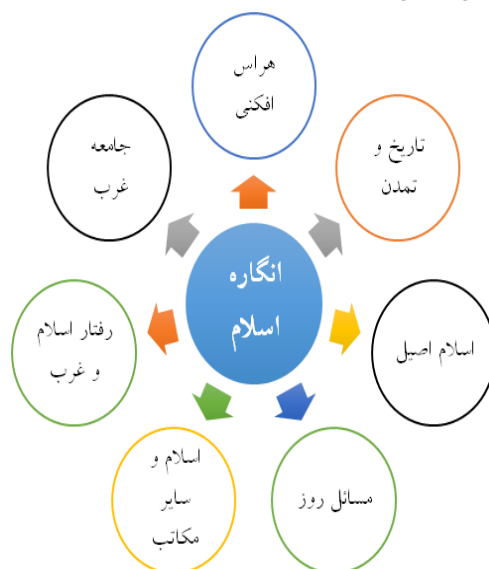 هراس
افکنی
تاریخ و
تمدن
جامعه
غرب
انگاره
اسلام
اسلام اصیل
رفتار اسلام
و غرب
مسائل روز
اسلام و
سایر
مکاتب